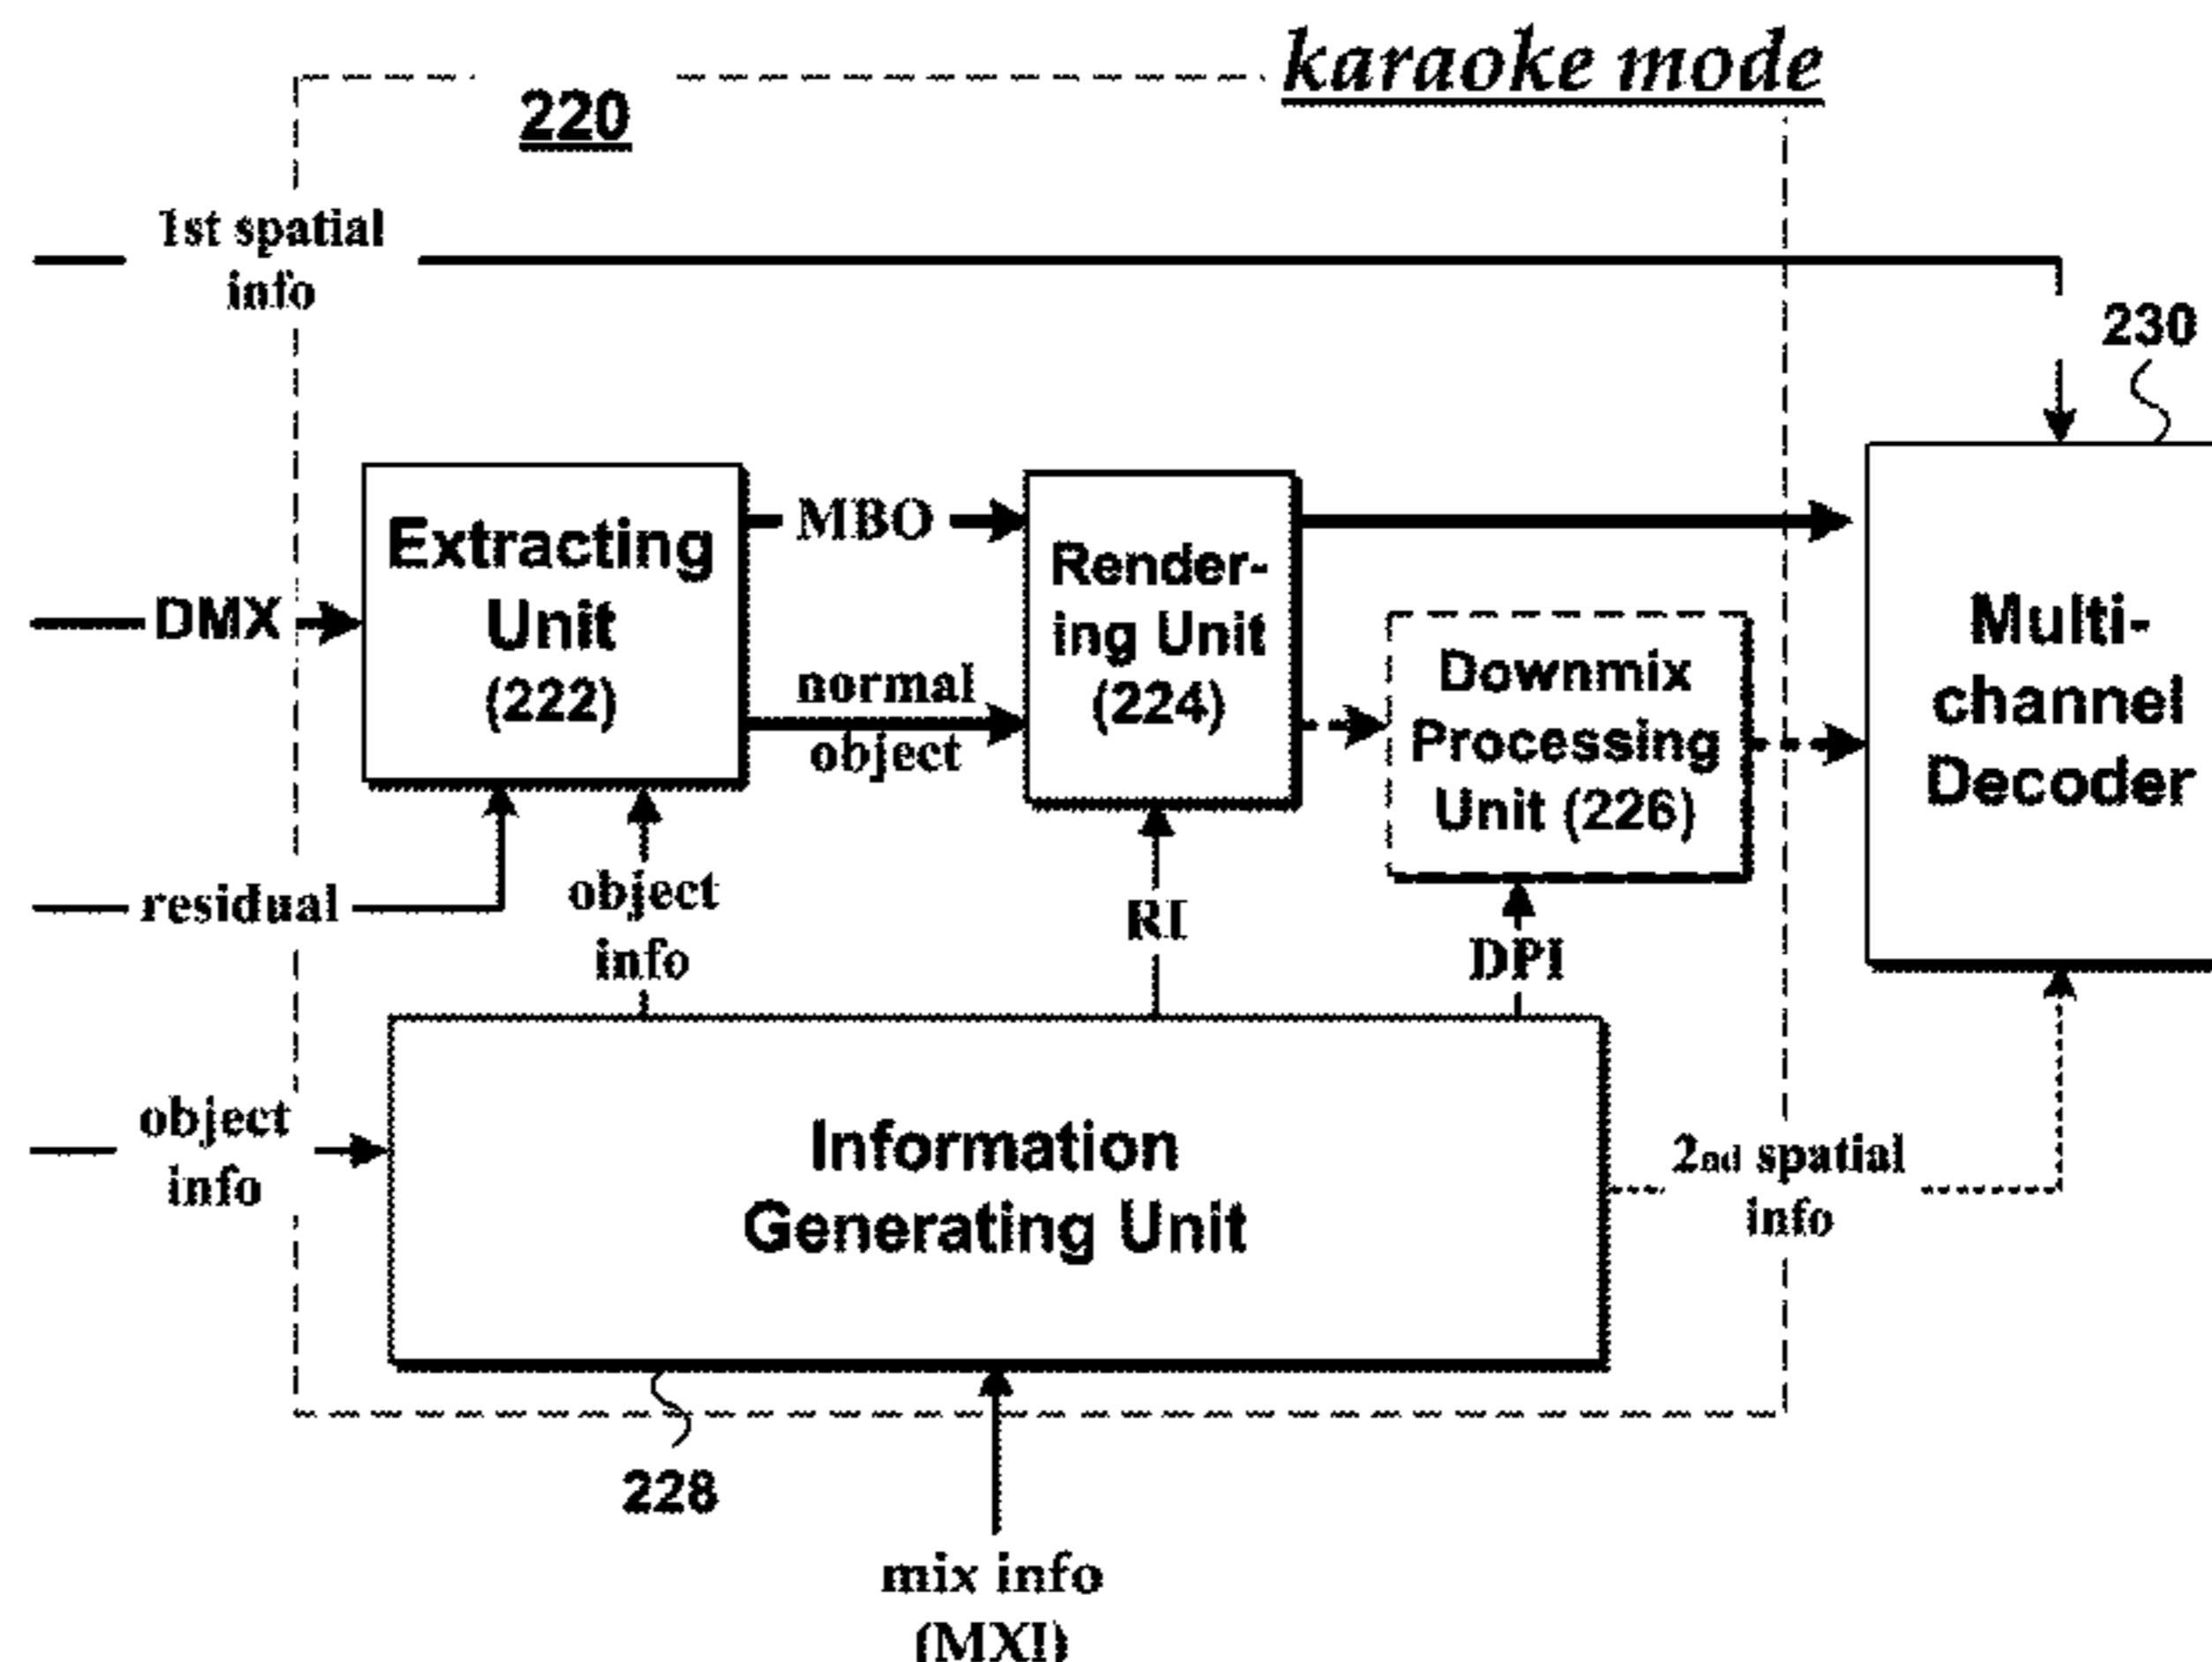 karaoke mode
220
1st spatial
info
230
Extracting
Unit
(222)
MBO
normal
object
Render-
ing Unit
(224)
Downmix
Processing
Unit (226)
Multi-
channel
Decoder
DMX
residual
object
info
RI
DPI
object
info
Information
Generating Unit
2nd spatial
info
228
mix info
(MXI)